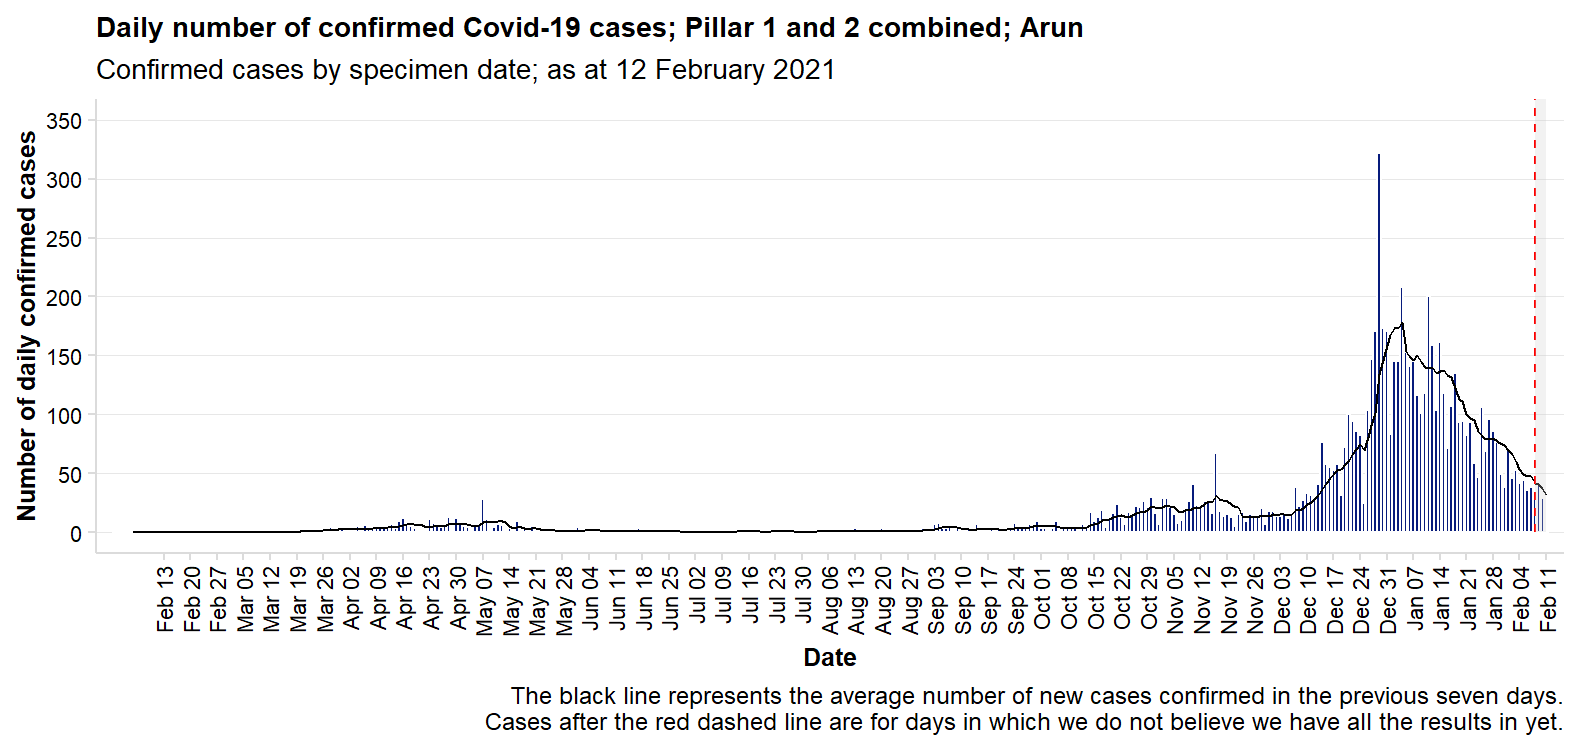 Daily number of confirmed Covid-19 cases; Pillar 1 and 2 combined; Arun
Confirmed cases by specimen date; as at 12 February 2021
Number of daily confirmed cases
350
300
250
200
150
100
50
0
Feb 13
Feb 20
Feb 27
Mar 05
Mar 12
Mar 19
Mar 26
Apr 02
Apr 09
Apr 16
Apr 23
Apr 30
May 07
May 14
May 21
May 28
Jun 04
Jun 11
Jun 18
Jun 25
Jul 02
Jul 09
Jul 16
Jul 23
Jul 30
Aug 06
Aug 13
Aug 20
Aug 27
Sep 03
Sep 10
Sep 17
Sep 24
Oct 01
Oct 08
Oct 15
Oct 22
Oct 29
Nov 05
Nov 12
Nov 19
Nov 26
Dec 03
Dec 10
Dec 17
Dec 24
Dec 31
Jan 07
Jan 14
Jan 21
Jan 28
Feb 04
Feb 11
Date
The black line represents the average number of new cases confirmed in the previous seven days.
Cases after the red dashed line are for days in which we do not believe we have all the results in yet.